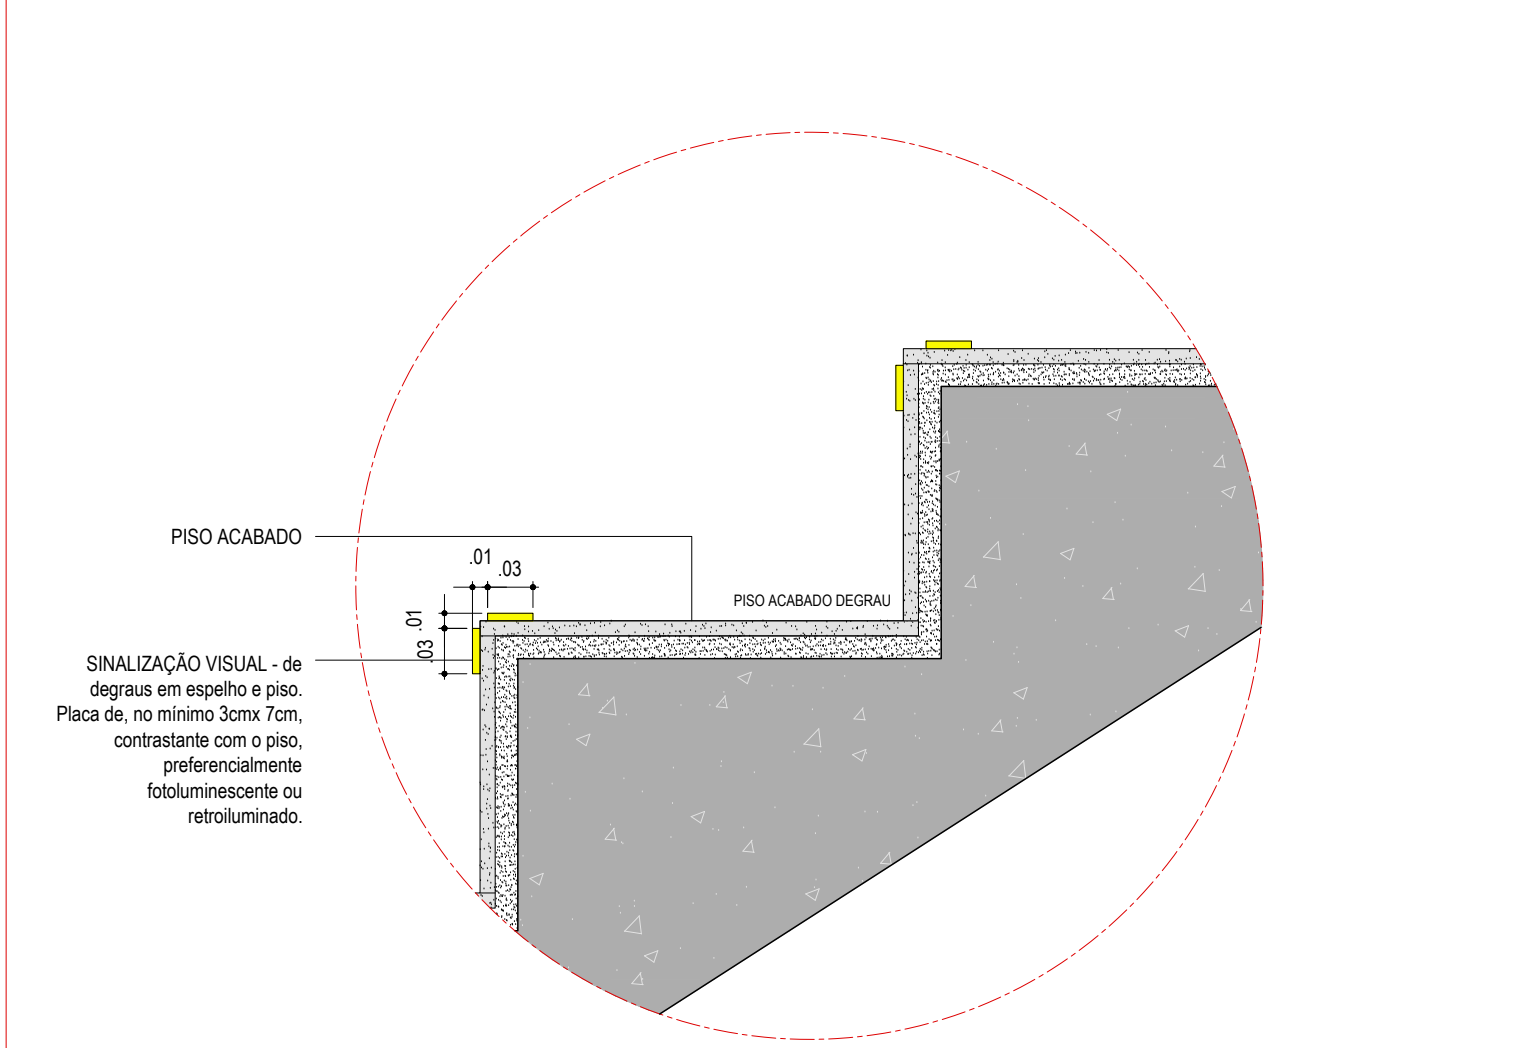 PISO ACABADO
.01
.03
PISO ACABADO DEGRAU
.01
.03
SINALIZAÇÃO VISUAL - de
degraus em espelho e piso.
Placa de, no mínimo 3cmx 7cm,
contrastante com o piso,
preferencialmente
fotoluminescente ou
retroiluminado.